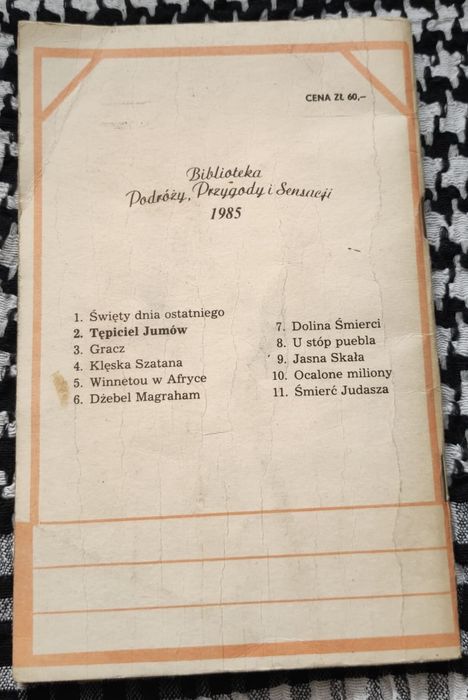 CENA ZŁ 60,–
Biblioteka
Podróży, Przygody i Sensacji
1985
1. Święty dnia ostatniego
2. Tępiciel Jumów
3. Gracz
4. Klęska Szatana
5. Winnetou w Afryce
6. Dżebel Magraham
7. Dolina Śmierci
8. U stóp puebla
9. Jasna Skała
10. Ocalone miliony
11. Śmierć Judasza